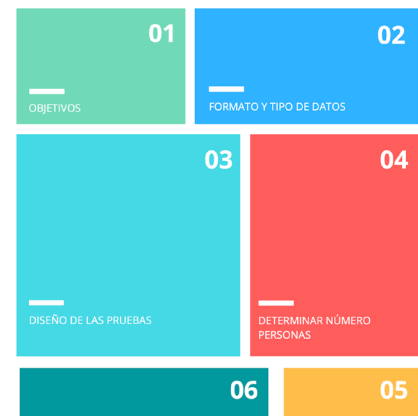 01
OBJETIVOS
02
FORMATO Y TIPO DE DATOS
03
DISEÑO DE LAS PRUEBAS
04
DETERMINAR NÚMERO
PERSONAS
06
05